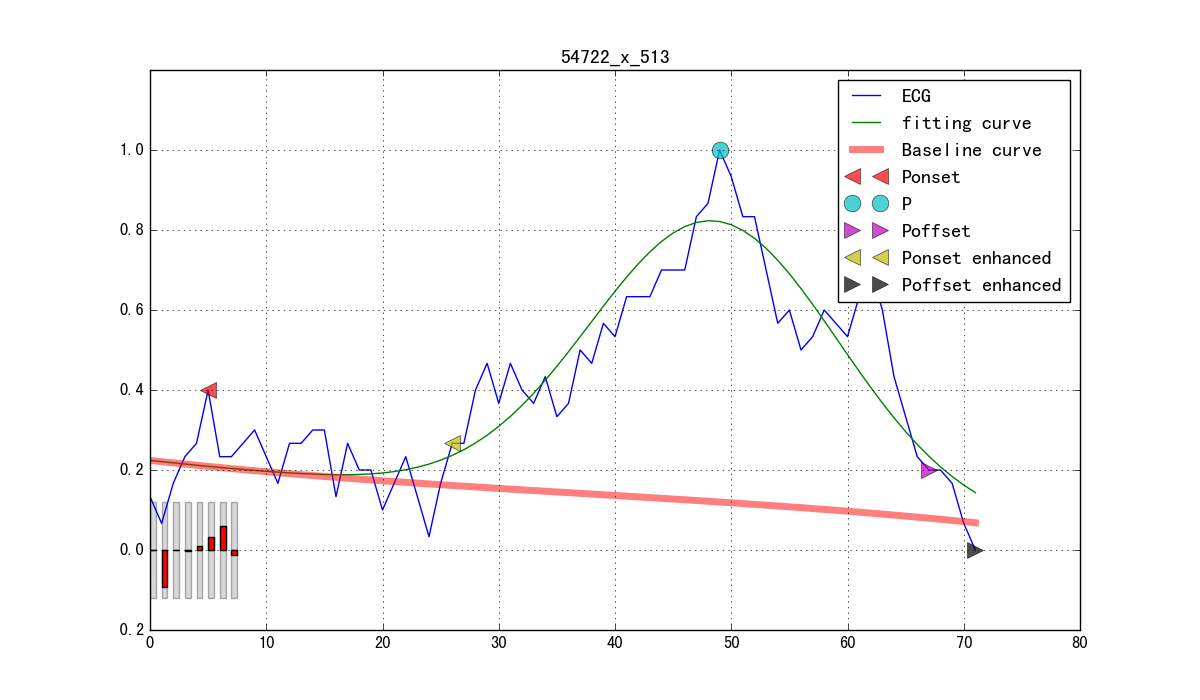 54722_x_513
ECG
fitting curve
Baseline curve
Ponset
P
Poffset
Ponset enhanced
Poffset enhanced
1.0
0.8
0.6
0.4
0.2
0.0
0.2
0 10 20 30 40 50 60 70 80